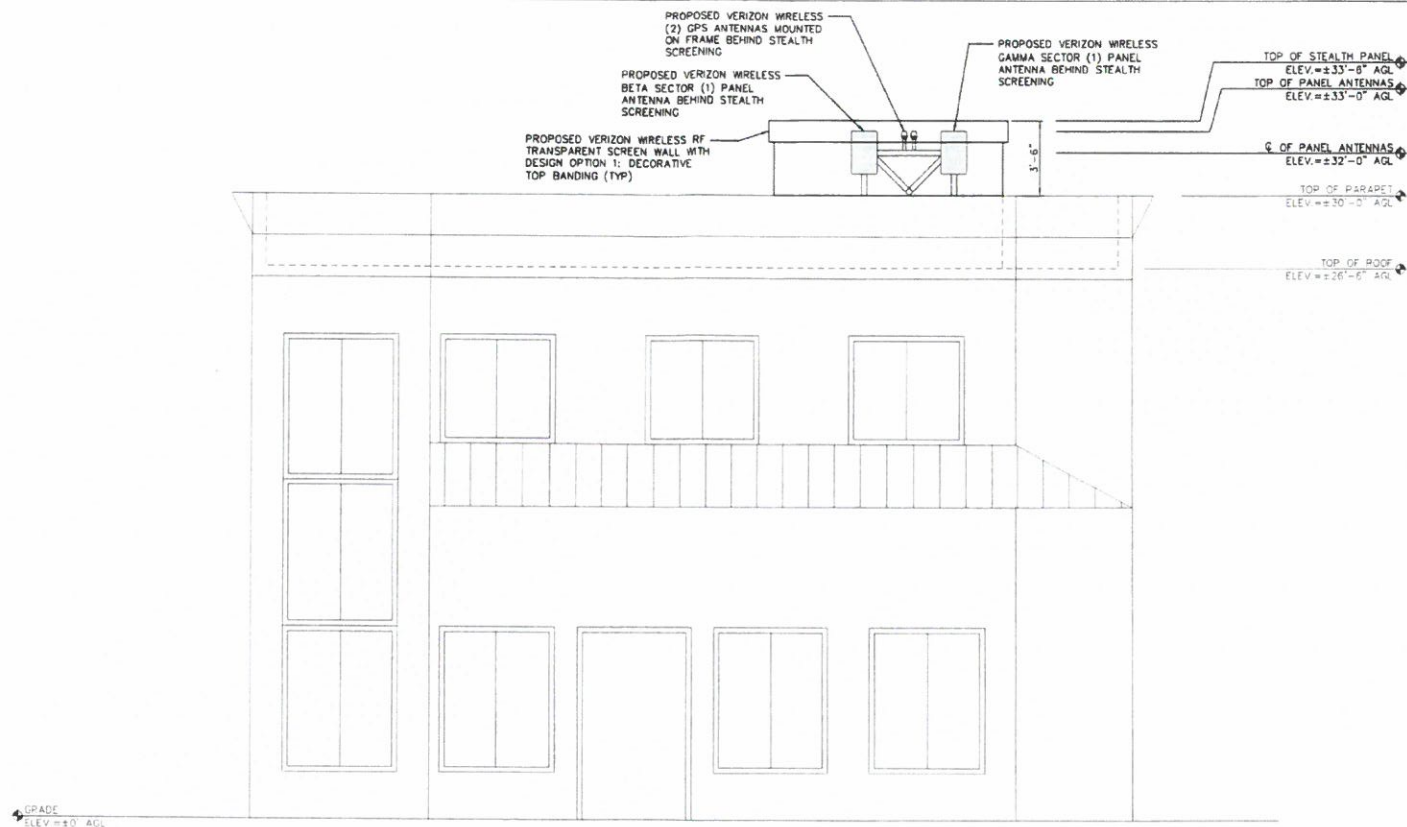 PROPOSED VERIZON WIRELESS
(2) GPS ANTENNAS MOUNTED
ON FRAME BEHIND STEALTH
SCREENING
PROPOSED VERIZON WIRELESS
GAMMA SECTOR (1) PANEL
ANTENNA BEHIND STEALTH
SCREENING
PROPOSED VERIZON WIRELESS
BETA SECTOR (1) PANEL
ANTENNA BEHIND STEALTH
SCREENING
PROPOSED VERIZON WIRELESS RF
TRANSPARENT SCREEN WALL WITH
DESIGN OPTION 1: DECORATIVE
TOP BANDING (TYP)
TOP OF STEALTH PANEL
ELEV.=±33'-6" AGL
TOP OF PANEL ANTENNAS
ELEV.=±33'-0" AGL
℄ OF PANEL ANTENNAS
ELEV.=±32'-0" AGL
3'-6"
TOP OF PARAPET
ELEV.=±30'-0" AGL
TOP OF ROOF
ELEV.=±26'-6" AGL
GRADE
ELEV.=±0' AGL